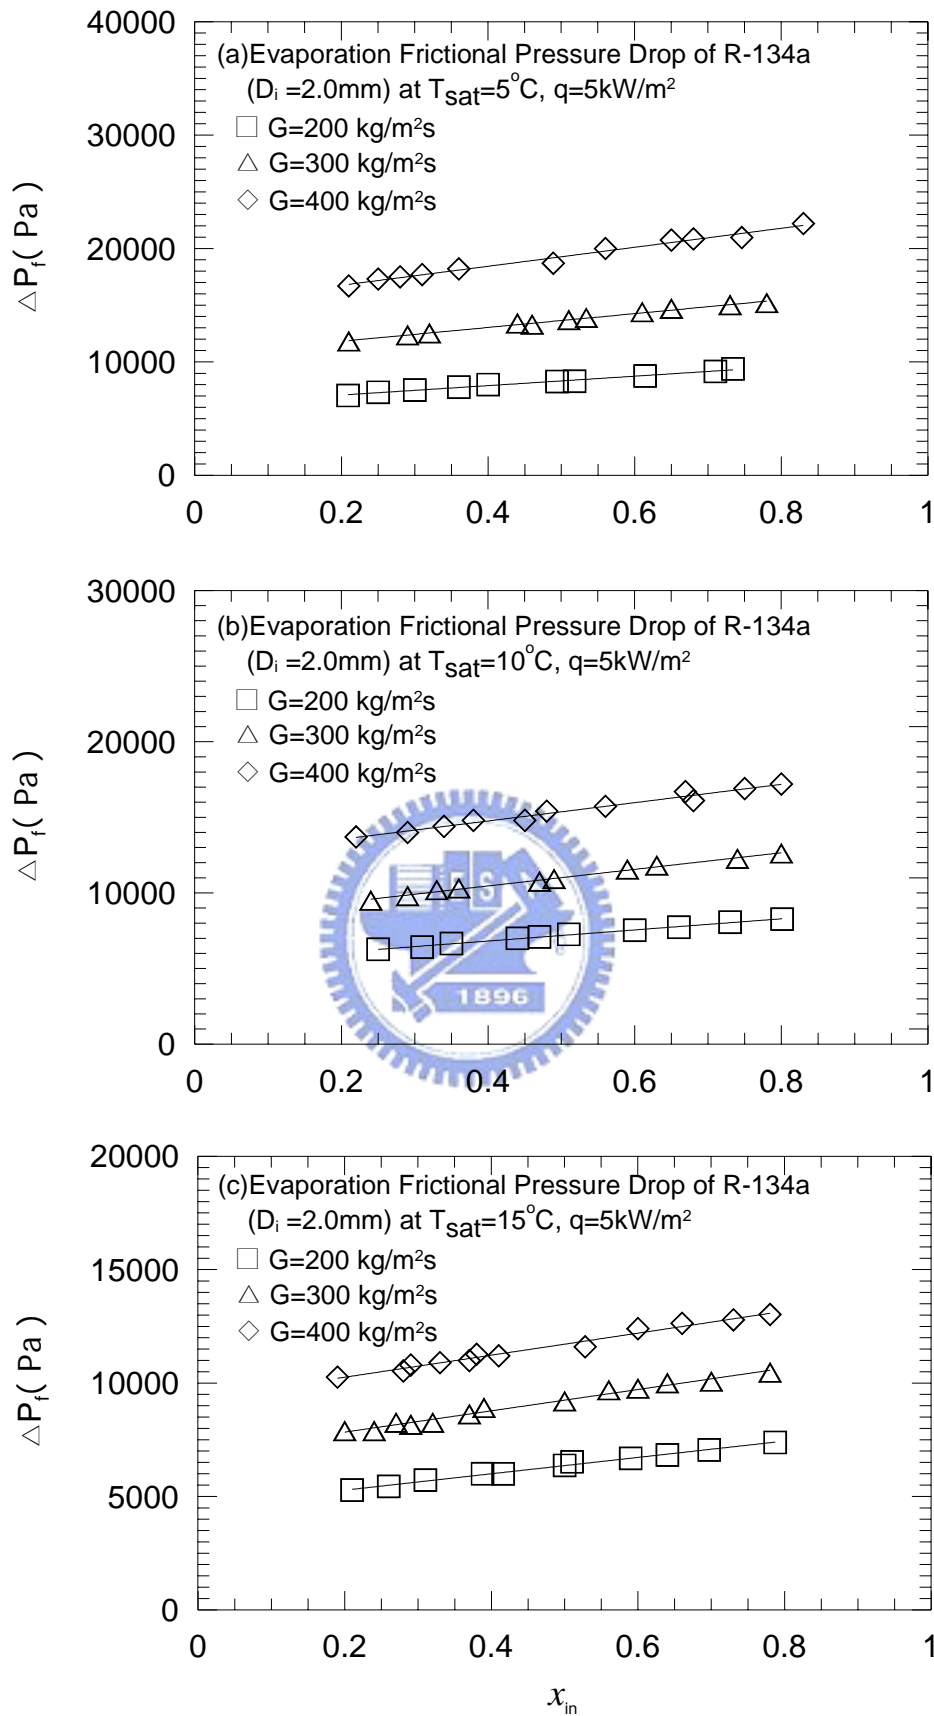 40000
(a)Evaporation Frictional Pressure Drop of R-134a
(Di =2.0mm) at Tsat=5°C, q=5kW/m²
30000
G=200 kg/m²s
G=300 kg/m²s
G=400 kg/m²s
20000
△Pf( Pa )
10000
0
0 0.2 0.4 0.6 0.8 1
30000
(b)Evaporation Frictional Pressure Drop of R-134a
(Di =2.0mm) at Tsat=10°C, q=5kW/m²
G=200 kg/m²s
G=300 kg/m²s
20000
G=400 kg/m²s
△Pf( Pa )
E S
10000
1896
0
0 0.2 0.4 0.6 0.8 1
20000
(c)Evaporation Frictional Pressure Drop of R-134a
(Di =2.0mm) at Tsat=15°C, q=5kW/m²
G=200 kg/m²s
15000
G=300 kg/m²s
G=400 kg/m²s
△Pf( Pa )
10000
5000
0
0 0.2 0.4 0.6 0.8 1
xin